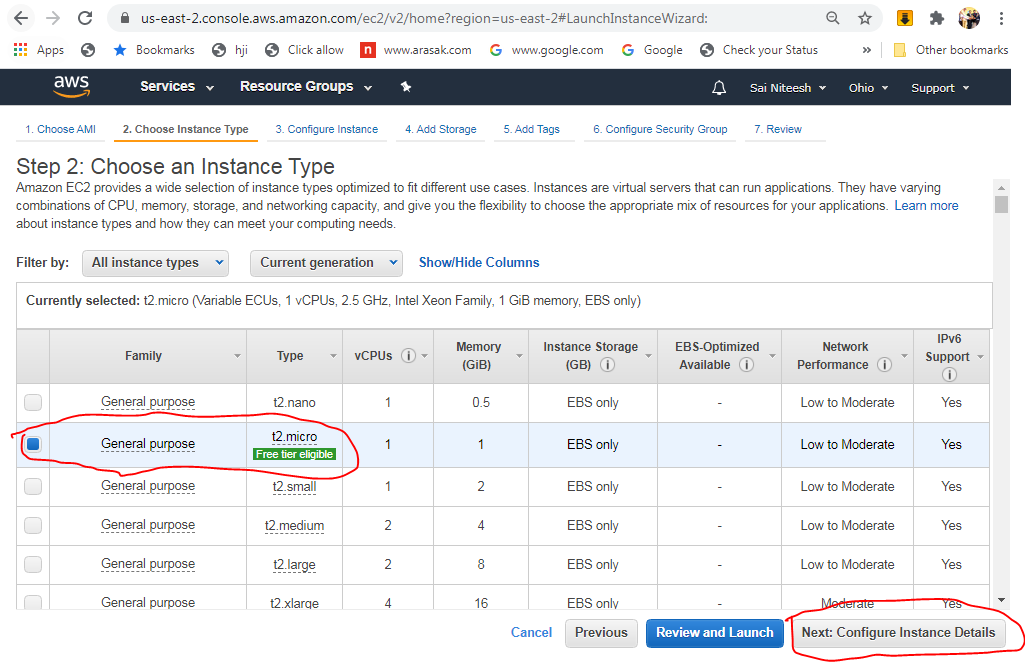 us-east-2.console.aws.amazon.com/ec2/v2/home?region=us-east-2#LaunchInstanceWizard:
Apps Bookmarks hji Click allow n www.arasak.com G www.google.com G Google Check your Status » Other bookmarks
aws Services Resource Groups Sai Niteesh Ohio Support
1. Choose AMI 2. Choose Instance Type 3. Configure Instance 4. Add Storage 5. Add Tags 6. Configure Security Group 7. Review
Step 2: Choose an Instance Type
Amazon EC2 provides a wide selection of instance types optimized to fit different use cases. Instances are virtual servers that can run applications. They have varying
combinations of CPU, memory, storage, and networking capacity, and give you the flexibility to choose the appropriate mix of resources for your applications. Learn more
about instance types and how they can meet your computing needs.
Filter by: All instance types Current generation Show/Hide Columns
Currently selected: t2.micro (Variable ECUs, 1 vCPUs, 2.5 GHz, Intel Xeon Family, 1 GiB memory, EBS only)
Family Type vCPUs i Memory (GiB) Instance Storage (GB) i EBS-Optimized Available i Network Performance i IPv6 Support i
General purpose t2.nano 1 0.5 EBS only - Low to Moderate Yes
General purpose t2.micro Free tier eligible 1 1 EBS only - Low to Moderate Yes
General purpose t2.small 1 2 EBS only - Low to Moderate Yes
General purpose t2.medium 2 4 EBS only - Low to Moderate Yes
General purpose t2.large 2 8 EBS only - Low to Moderate Yes
General purpose t2.xlarge 4 16 EBS only - Moderate Yes
Cancel Previous Review and Launch Next: Configure Instance Details